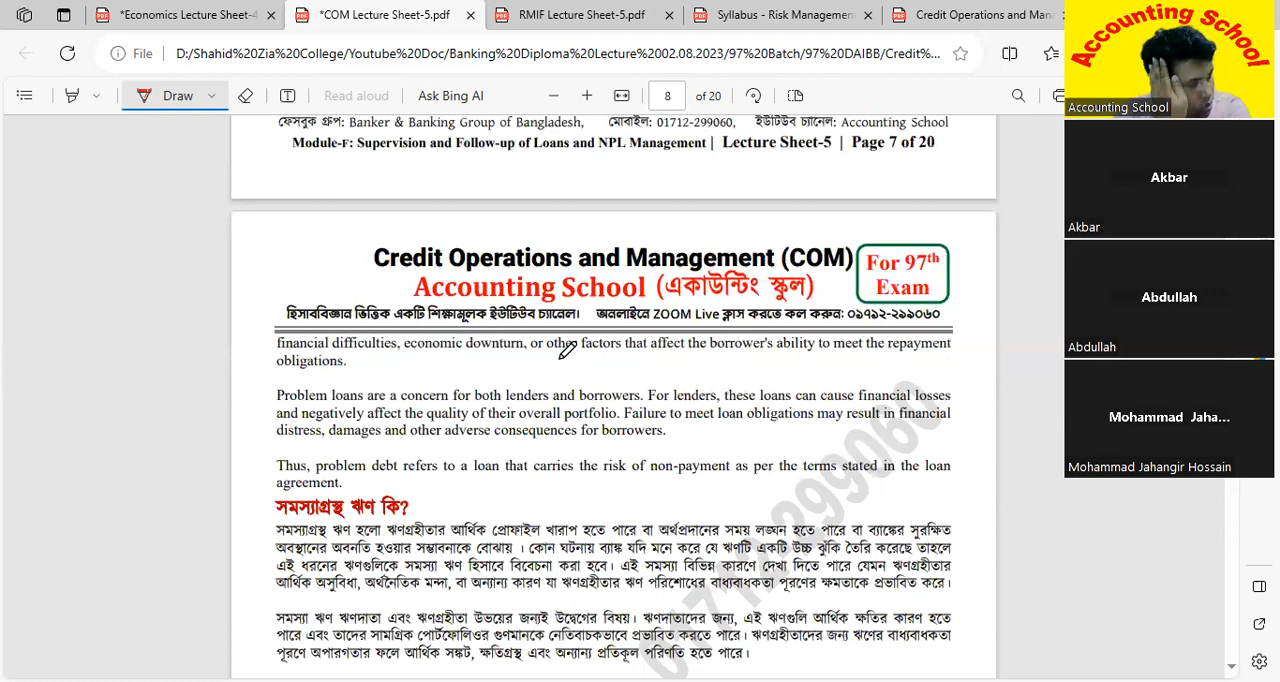 *Economics Lecture Sheet-4
*COM Lecture Sheet-5.pdf
RMIF Lecture Sheet-5.pdf
Syllabus - Risk Managemen
Credit Operations and Mana
File
D:/Shahid%20Zia%20College/Youtube%20Doc/Banking%20Diploma%20Lecture%2002.08.2023/97%20Batch/97%20DAIBB/Credit%...
Draw
Read aloud
Ask Bing AI
8 of 20
Accounting School
Accounting School
Akbar
Akbar
Abdullah
Abdullah
Mohammad Jaha...
Mohammad Jahangir Hossain
ফেসবুক গ্রুপ: Banker & Banking Group of Bangladesh, মোবাইল: 01712-299060, ইউটিউব চ্যানেল: Accounting School
Module-F: Supervision and Follow-up of Loans and NPL Management | Lecture Sheet-5 | Page 7 of 20
Credit Operations and Management (COM)
Accounting School (একাউন্টিং স্কুল)
For 97th
Exam
হিসাববিজ্ঞান ভিত্তিক একটি শিক্ষামূলক ইউটিউব চ্যানেল। অনলাইনে ZOOM Live ক্লাস করতে কল করুন: ০১৭১২-২৯৯০৬০
financial difficulties, economic downturn, or other factors that affect the borrower's ability to meet the repayment
obligations.
Problem loans are a concern for both lenders and borrowers. For lenders, these loans can cause financial losses
and negatively affect the quality of their overall portfolio. Failure to meet loan obligations may result in financial
distress, damages and other adverse consequences for borrowers.
Thus, problem debt refers to a loan that carries the risk of non-payment as per the terms stated in the loan
agreement.
সমস্যাগ্রস্থ ঋণ কি?
সমস্যাগ্রস্থ ঋণ হলো ঋণগ্রহীতার আর্থিক প্রোফাইল খারাপ হতে পারে বা অর্থপ্রদানের সময় লঙ্ঘন হতে পারে বা ব্যাঙ্কের সুরক্ষিত
অবস্থানের অবনতি হওয়ার সম্ভাবনাকে বোঝায় । কোন ঘটনায় ব্যাঙ্ক যদি মনে করে যে ঋণটি একটি উচ্চ ঝুঁকি তৈরি করেছে তাহলে
এই ধরনের ঋণগুলিকে সমস্যা ঋণ হিসাবে বিবেচনা করা হবে। এই সমস্যা বিভিন্ন কারণে দেখা দিতে পারে যেমন ঋণগ্রহীতার
আর্থিক অসুবিধা, অর্থনৈতিক মন্দা, বা অন্যান্য কারণ যা ঋণগ্রহীতার ঋণ পরিশোধের বাধ্যবাধকতা পূরণের ক্ষমতাকে প্রভাবিত করে।
সমস্যা ঋণ ঋণদাতা এবং ঋণগ্রহীতা উভয়ের জন্যই উদ্বেগের বিষয়। ঋণদাতাদের জন্য, এই ঋণগুলি আর্থিক ক্ষতির কারণ হতে
পারে এবং তাদের সামগ্রিক পোর্টফোলিওর গুণমানকে নেতিবাচকভাবে প্রভাবিত করতে পারে। ঋণগ্রহীতাদের জন্য ঋণের বাধ্যবাধকতা
পূরণে অপারগতার ফলে আর্থিক সঙ্কট, ক্ষতিগ্রস্থ এবং অন্যান্য প্রতিকূল পরিণতি হতে পারে।
01712-299060